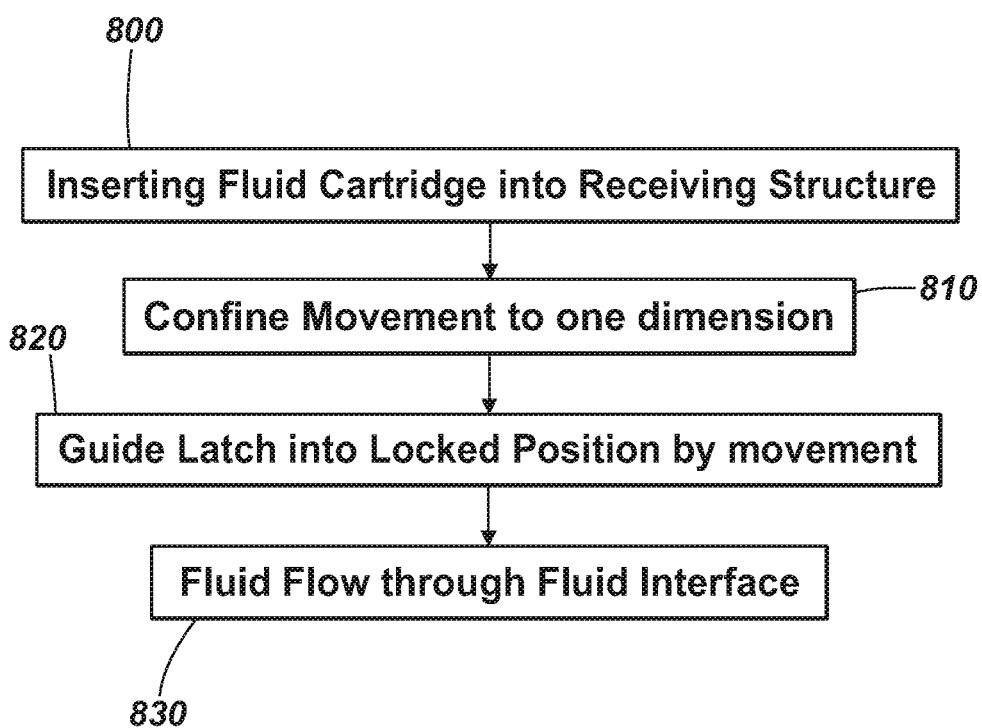 800
Inserting Fluid Cartridge into Receiving Structure
810
Confine Movement to one dimension
820
Guide Latch into Locked Position by movement
Fluid Flow through Fluid Interface
830